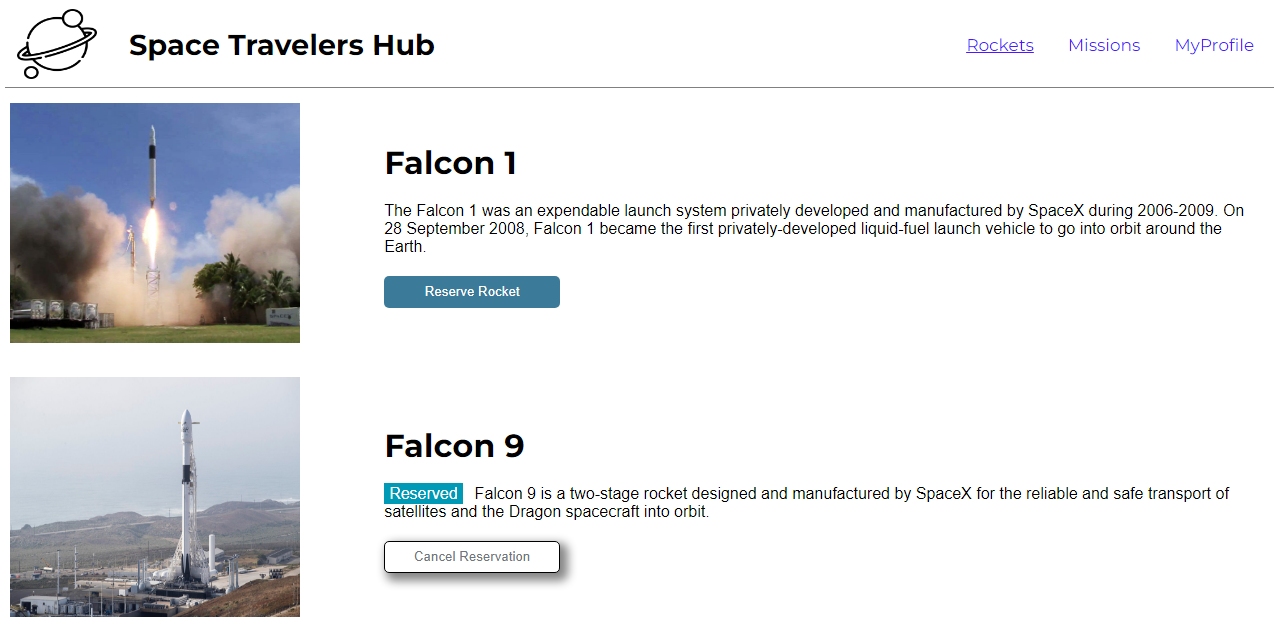 Space Travelers Hub
Rockets Missions MyProfile
Falcon 1
The Falcon 1 was an expendable launch system privately developed and manufactured by SpaceX during 2006-2009. On
28 September 2008, Falcon 1 became the first privately-developed liquid-fuel launch vehicle to go into orbit around the
Earth.
Reserve Rocket
Falcon 9
Reserved Falcon 9 is a two-stage rocket designed and manufactured by SpaceX for the reliable and safe transport of
satellites and the Dragon spacecraft into orbit.
Cancel Reservation